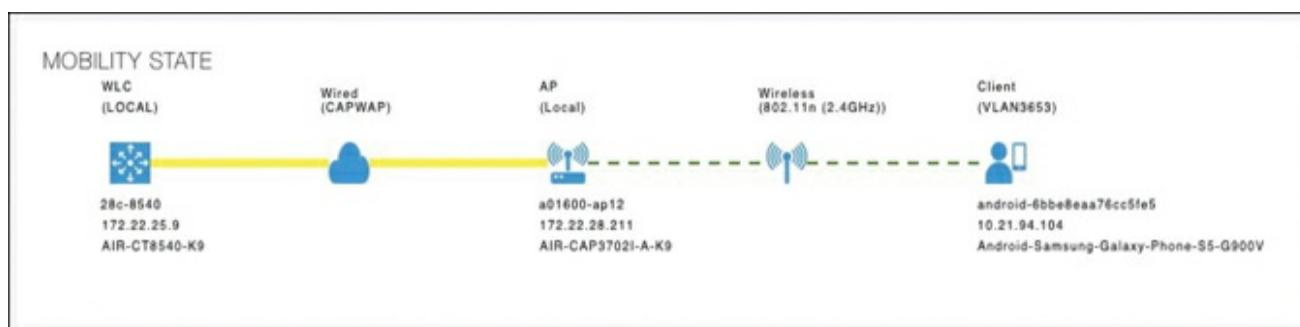 MOBILITY STATE
WLC
(LOCAL)
Wired
(CAPWAP)
AP
(Local)
Wireless
(802.11n (2.4GHz))
Client
(VLAN3653)
28c-8540
172.22.25.9
AIR-CT8540-K9
a01600-ap12
172.22.28.211
AIR-CAP3702I-A-K9
android-6bbe8eaa76cc5fe5
10.21.94.104
Android-Samsung-Galaxy-Phone-S5-G900V